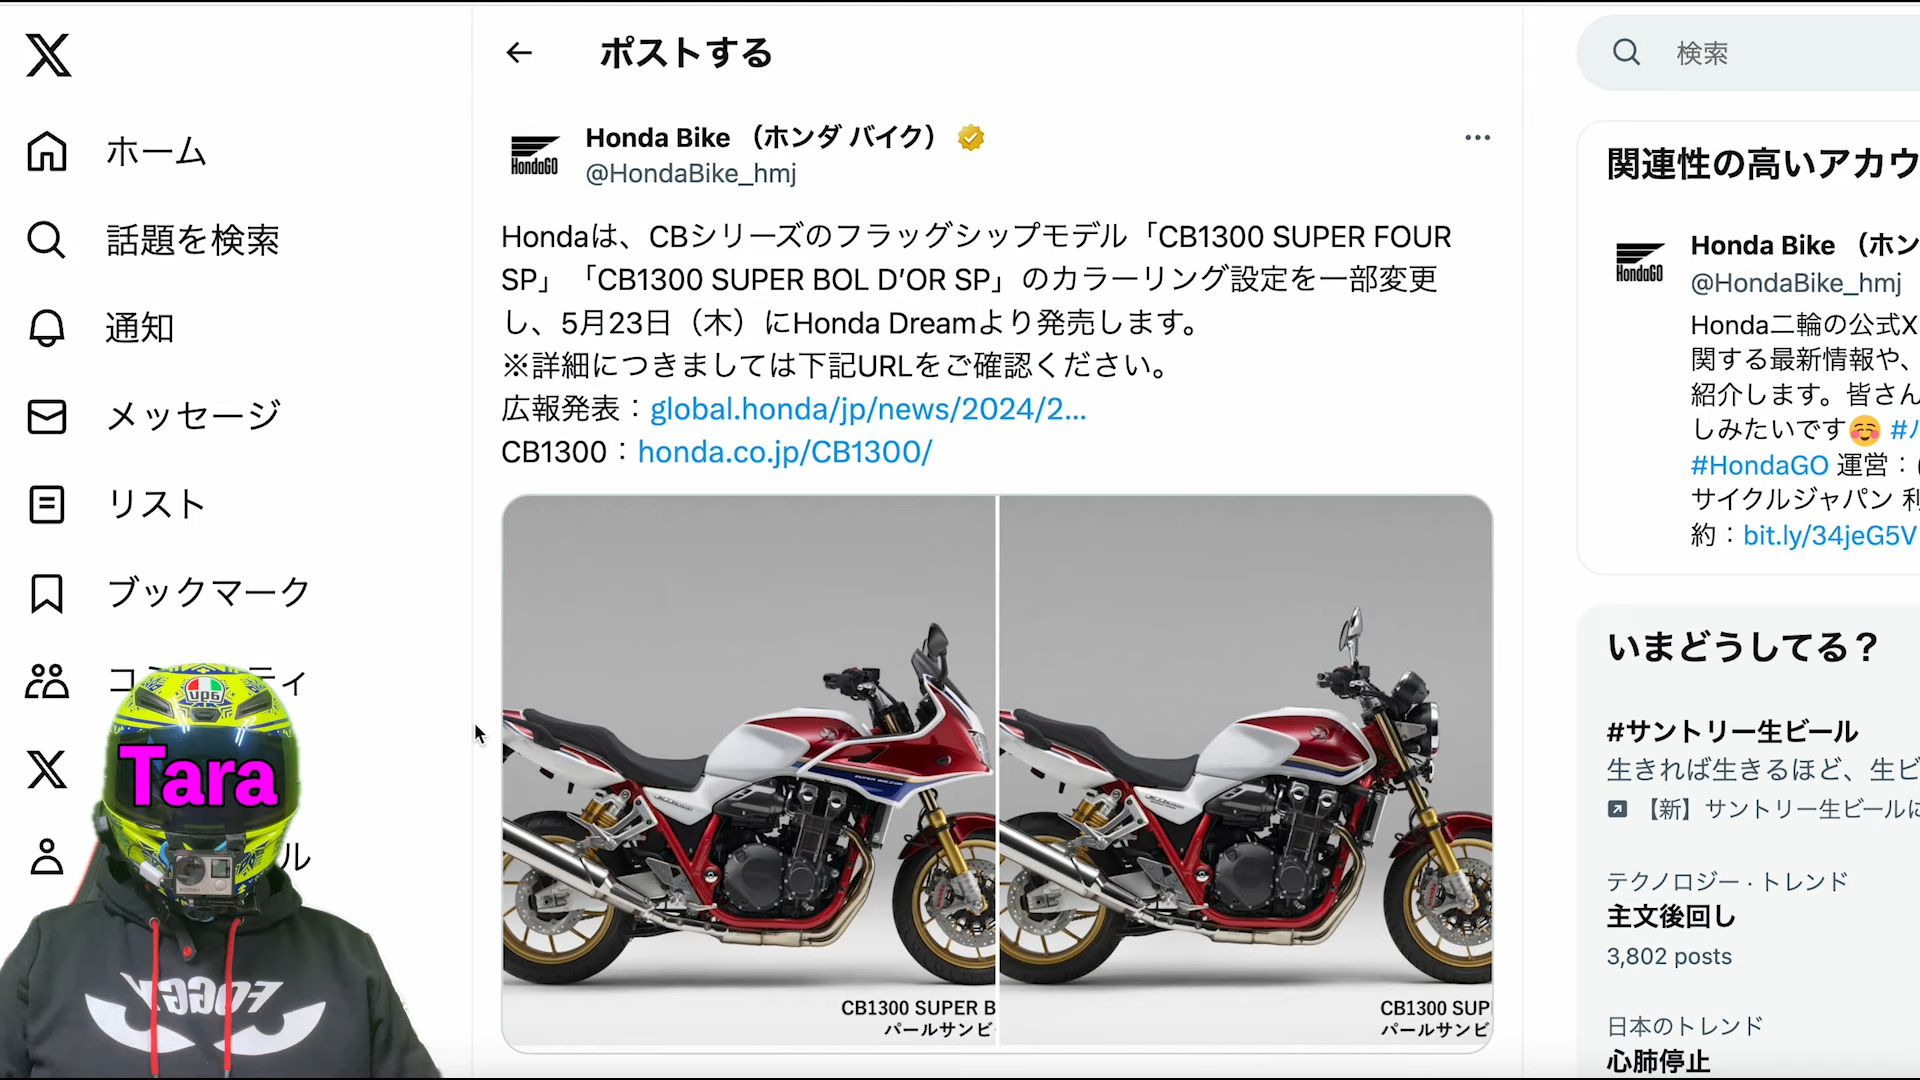 ホーム
話題を検索
通知
メッセージ
リスト
ブックマーク
ポストする
Honda Bike （ホンダ バイク）
@HondaBike_hmj
HondaGO
Hondaは、CBシリーズのフラッグシップモデル「CB1300 SUPER FOUR
SP」 「CB1300 SUPER BOL D’OR SP」のカラーリング設定を一部変更
し、5月23日（木）にHonda Dreamより発売します。
※詳細につきましては下記URLをご確認ください。
広報発表：global.honda/jp/news/2024/2…
CB1300：honda.co.jp/CB1300/
CB1300 SUPER B
パールサンビ
CB1300 SUP
パールサンビ
検索
関連性の高いアカウ
Honda Bike （ホン
@HondaBike_hmj
HondaGO
Honda二輪の公式X
関する最新情報や、
紹介します。皆さん
しみたいです #ハ
#HondaGO 運営：
サイクルジャパン 利
約：bit.ly/34jeG5V
いまどうしてる？
#サントリー生ビール
生きれば生きるほど、生ビ
【新】サントリー生ビールに
テクノロジー · トレンド
主文後回し
3,802 posts
日本のトレンド
心肺停止
Tara
FOGGY